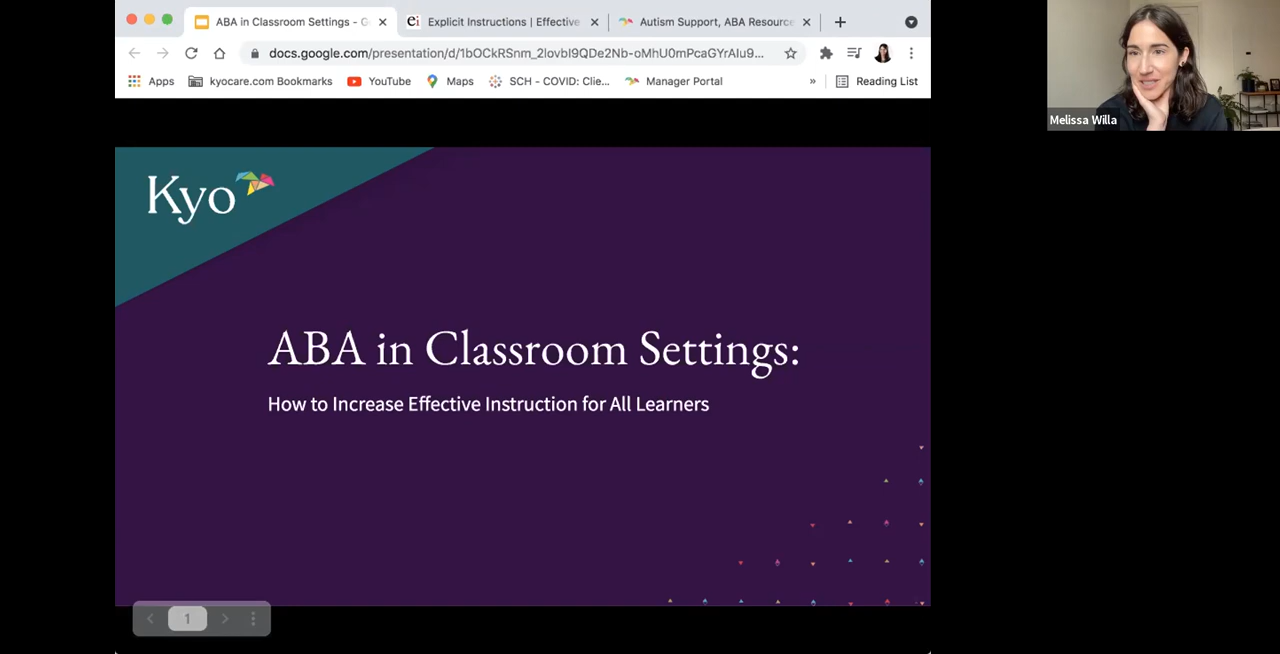 ABA in Classroom Settings - G
Explicit Instructions | Effective
Autism Support, ABA Resource
docs.google.com/presentation/d/1bOCkRSnm_2lovbI9QDe2Nb-oMhU0mPcaGYrAIu9...
Apps
kyocare.com Bookmarks
YouTube
Maps
SCH - COVID: Clie...
Manager Portal
»
Reading List
Melissa Willa
Kyo
ABA in Classroom Settings:
How to Increase Effective Instruction for All Learners
1